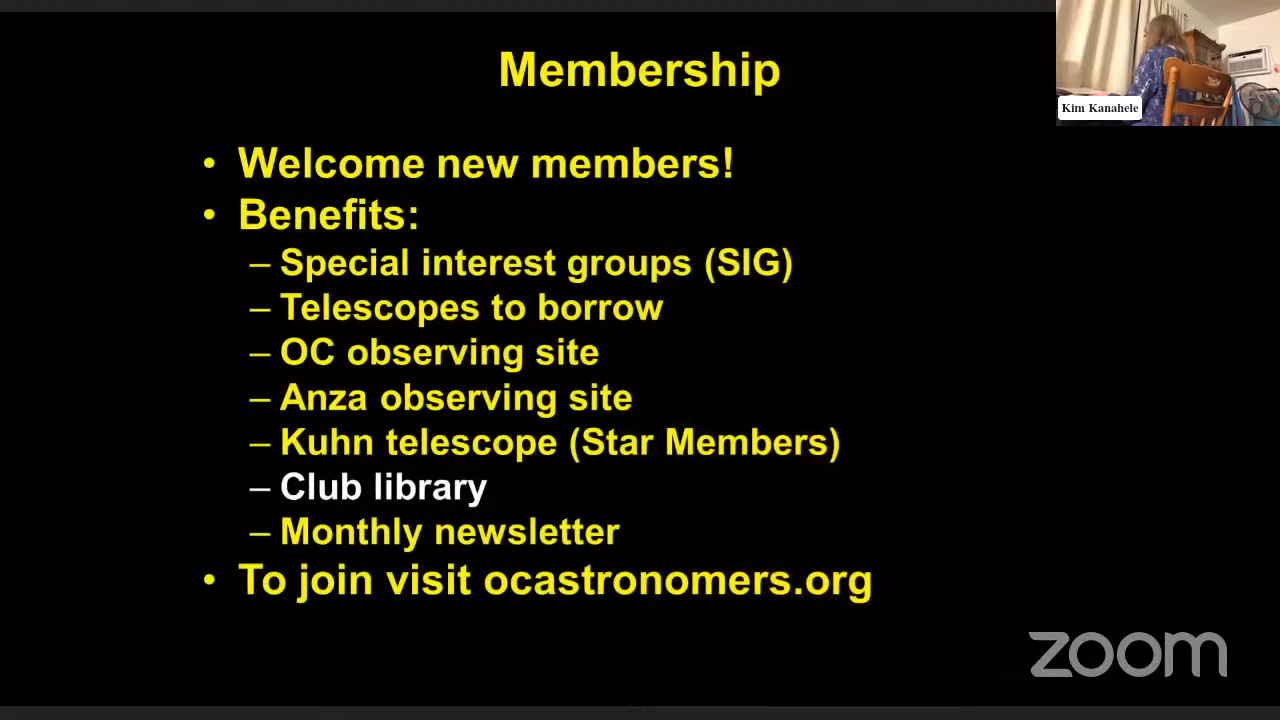 Membership
Kim Kanahele
• Welcome new members!
• Benefits:
– Special interest groups (SIG)
– Telescopes to borrow
– OC observing site
– Anza observing site
– Kuhn telescope (Star Members)
– Club library
– Monthly newsletter
• To join visit ocastronomers.org
zoom